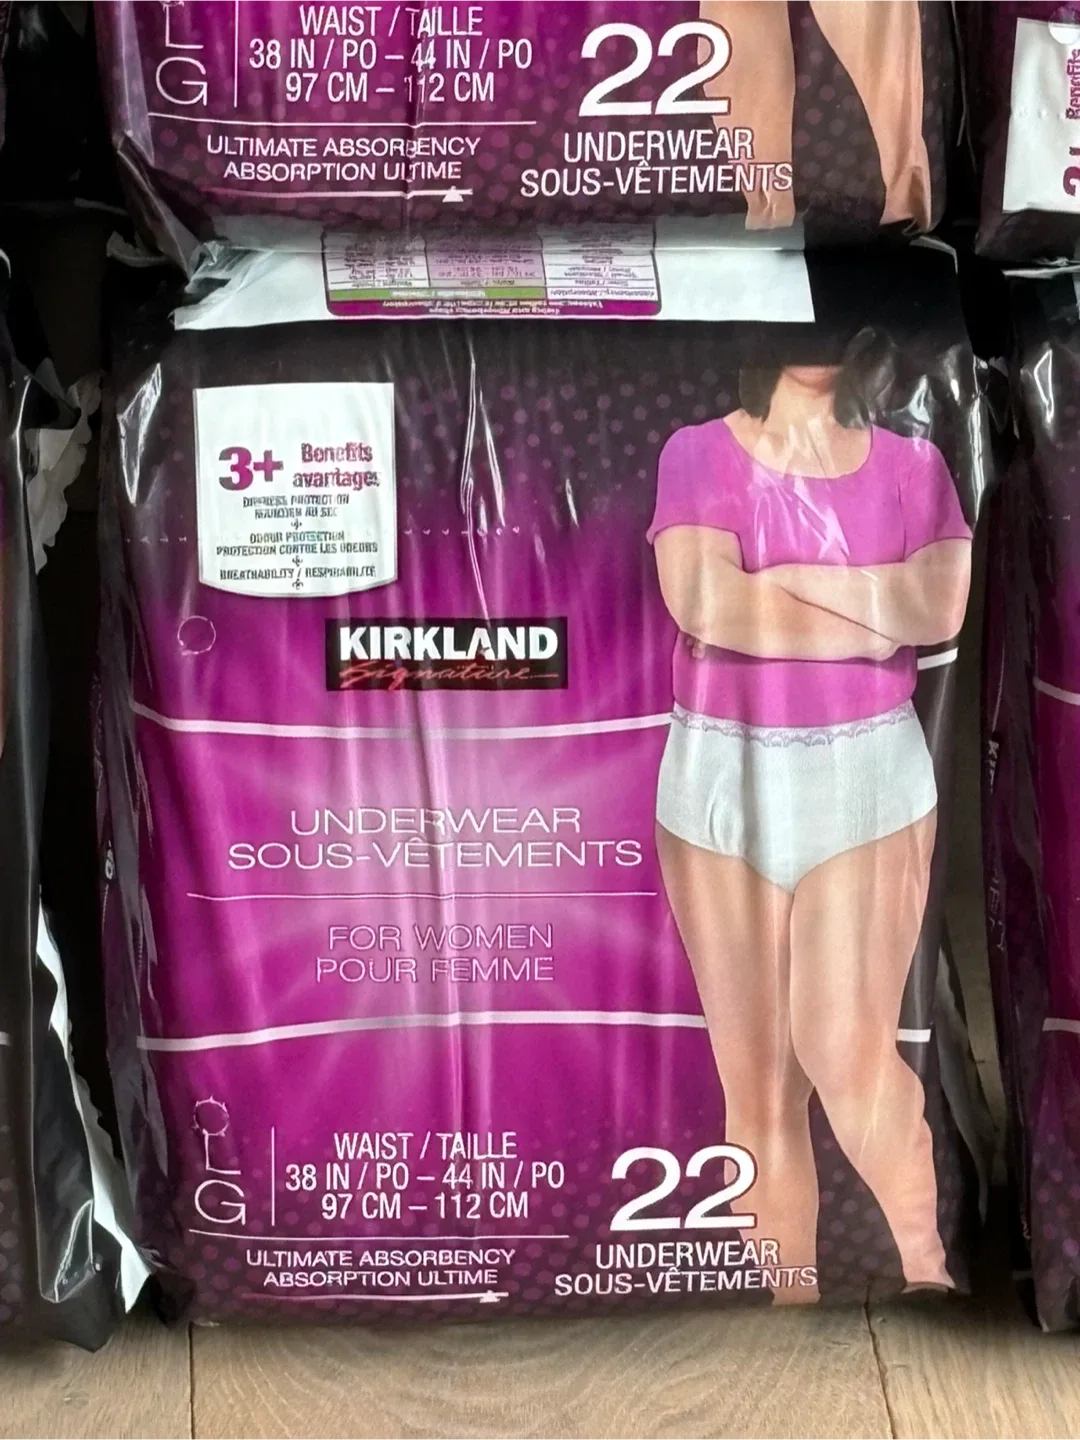 L
G
WAIST / TAILLE
38 IN / PO – 44 IN / PO
97 CM – 112 CM
ULTIMATE ABSORBENCY
ABSORPTION ULTIME
22
UNDERWEAR
SOUS-VÊTEMENTS
Benefits
3+
Benefits
avantages
ODOUR PROTECTION
PROTECTION CONTRE LES ODEURS
BREATHABILITY / RESPIRABILITÉ
KIRKLAND
Signature
UNDERWEAR
SOUS-VÊTEMENTS
FOR WOMEN
POUR FEMME
L
G
WAIST / TAILLE
38 IN / PO – 44 IN / PO
97 CM – 112 CM
ULTIMATE ABSORBENCY
ABSORPTION ULTIME
22
UNDERWEAR
SOUS-VÊTEMENTS